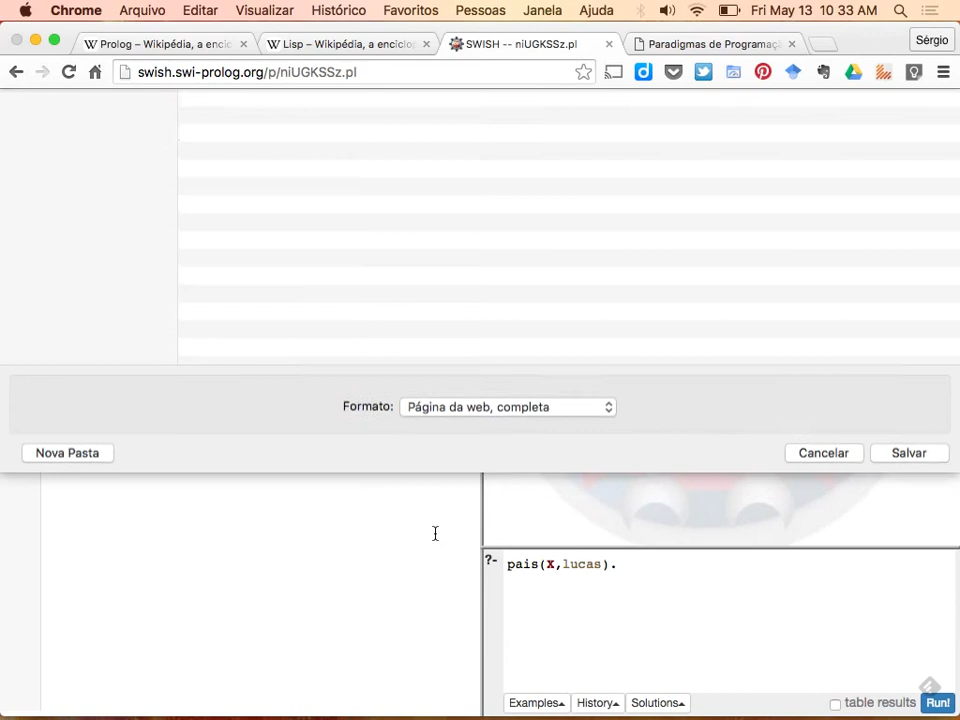 Chrome Arquivo Editar Visualizar Histórico Favoritos Pessoas Janela Ajuda Fri May 13 10 33 AM
Prolog – Wikipédia, a enci
Lisp – Wikipédia, a enciclo
SWISH -- niUGKSSz.pl
Paradigmas de Programaç
Sérgio
swish.swi-prolog.org/p/niUGKSSz.pl
Formato: Página da web, completa
Nova Pasta Cancelar Salvar
?- pais(X,lucas).
Examples History Solutions table results Run!